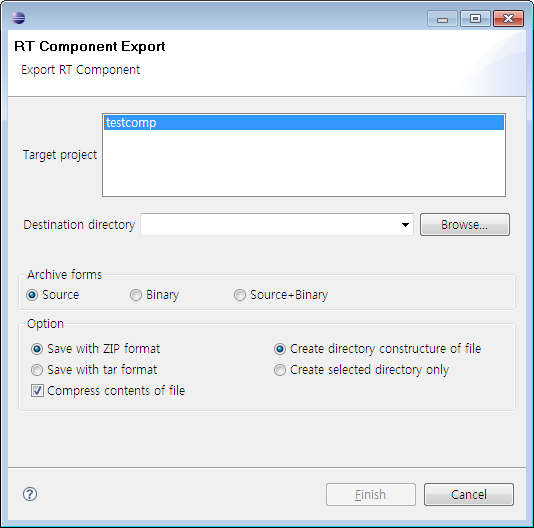 RT Component Export
Export RT Component
Target project
testcomp
Destination directory
Browse...
Archive forms
Source Binary Source+Binary
Option
Save with ZIP format Create directory constructure of file
Save with tar format Create selected directory only
Compress contents of file
? Finish Cancel